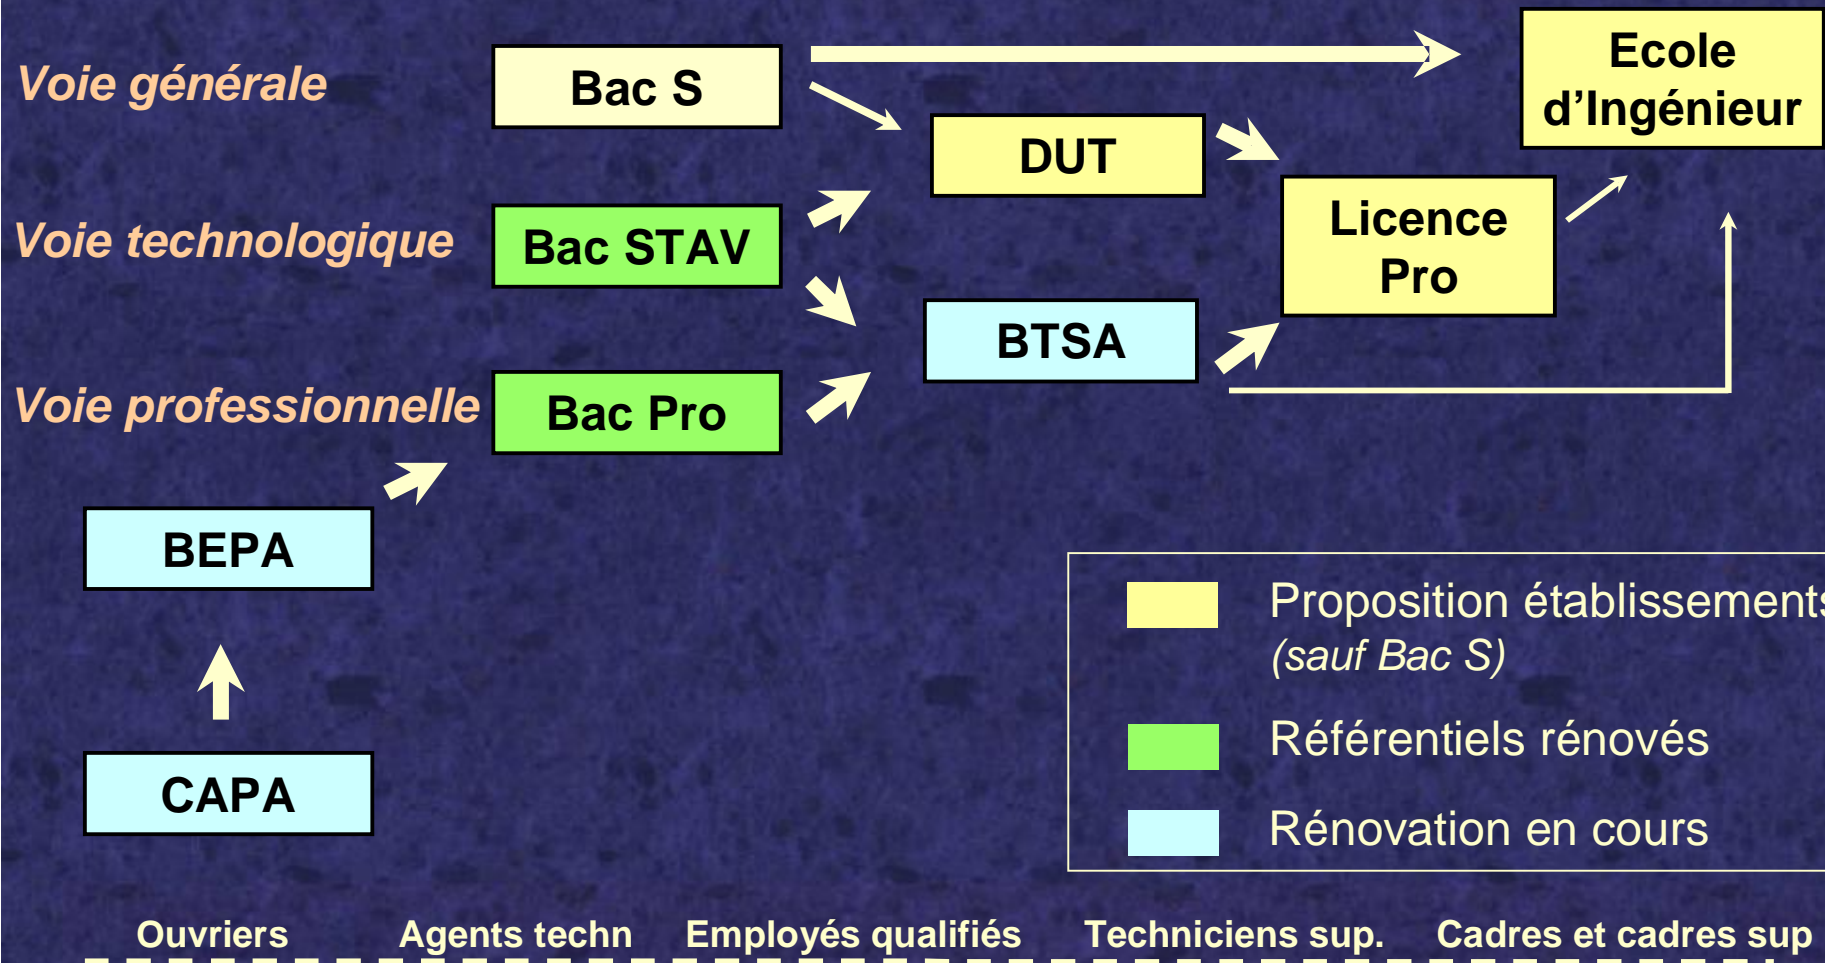 Voie générale
Bac S
Ecole
d’Ingénieur
DUT
Voie technologique
Bac STAV
Licence
Pro
BTSA
Voie professionnelle
Bac Pro
BEPA
CAPA
Proposition établissements
(sauf Bac S)
Référentiels rénovés
Rénovation en cours
Ouvriers Agents techn Employés qualifiés Techniciens sup. Cadres et cadres sup